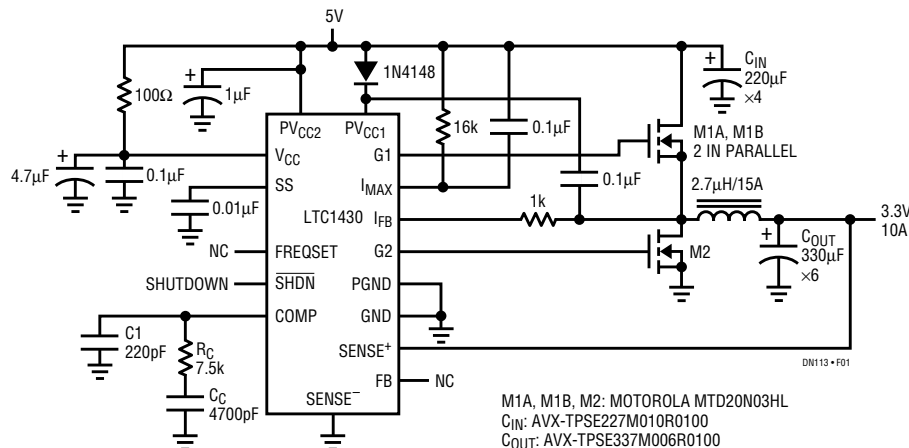 5V
1N4148
100Ω
+
1µF
PVCC2
PVCC1
16k
0.1µF
+
CIN
220µF
×4
+
4.7µF
0.1µF
VCC
G1
M1A, M1B
2 IN PARALLEL
SS
IMAX
0.1µF
0.01µF
LTC1430
IFB
1k
2.7µH/15A
3.3V
10A
NC
FREQSET
G2
M2
+
COUT
330µF
×6
SHUTDOWN
SHDN
PGND
COMP
GND
C1
220pF
RC
7.5k
SENSE+
DN113 • F01
CC
4700pF
FB
NC
SENSE–
M1A, M1B, M2: MOTOROLA MTD20N03HL
CIN: AVX-TPSE227M010R0100
COUT: AVX-TPSE337M006R0100